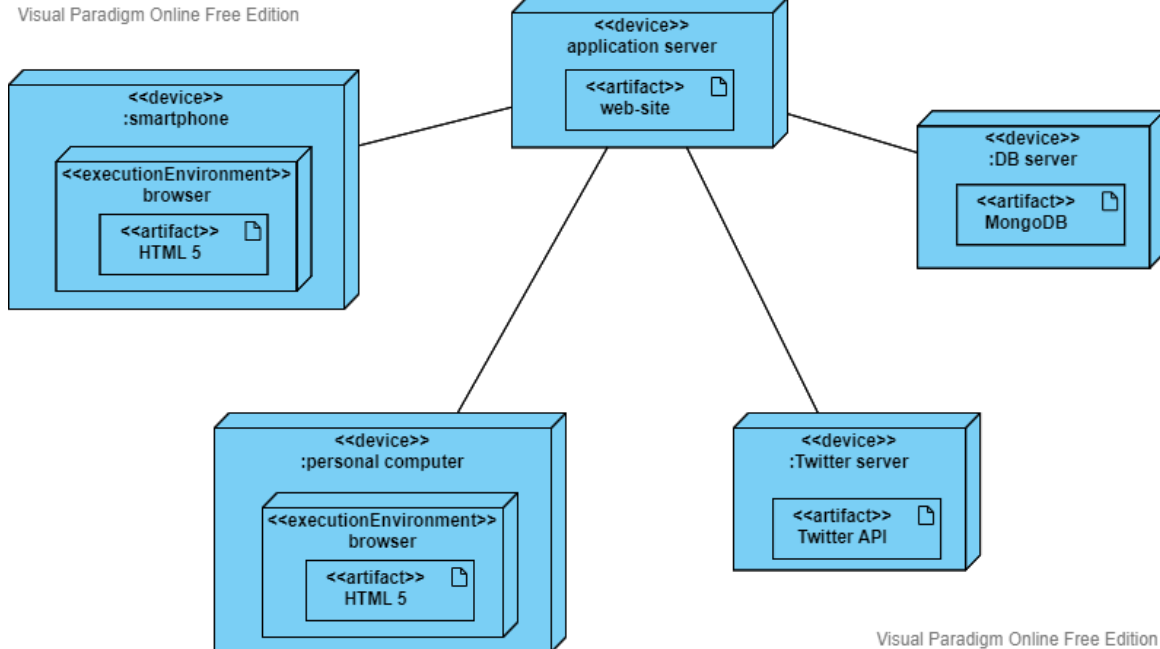 Visual Paradigm Online Free Edition
<<device>>
application server
<<artifact>>
web-site
<<device>>
:smartphone
<<executionEnvironment>>
browser
<<artifact>>
HTML 5
<<device>>
:DB server
<<artifact>>
MongoDB
<<device>>
:personal computer
<<executionEnvironment>>
browser
<<artifact>>
HTML 5
<<device>>
:Twitter server
<<artifact>>
Twitter API
Visual Paradigm Online Free Edition